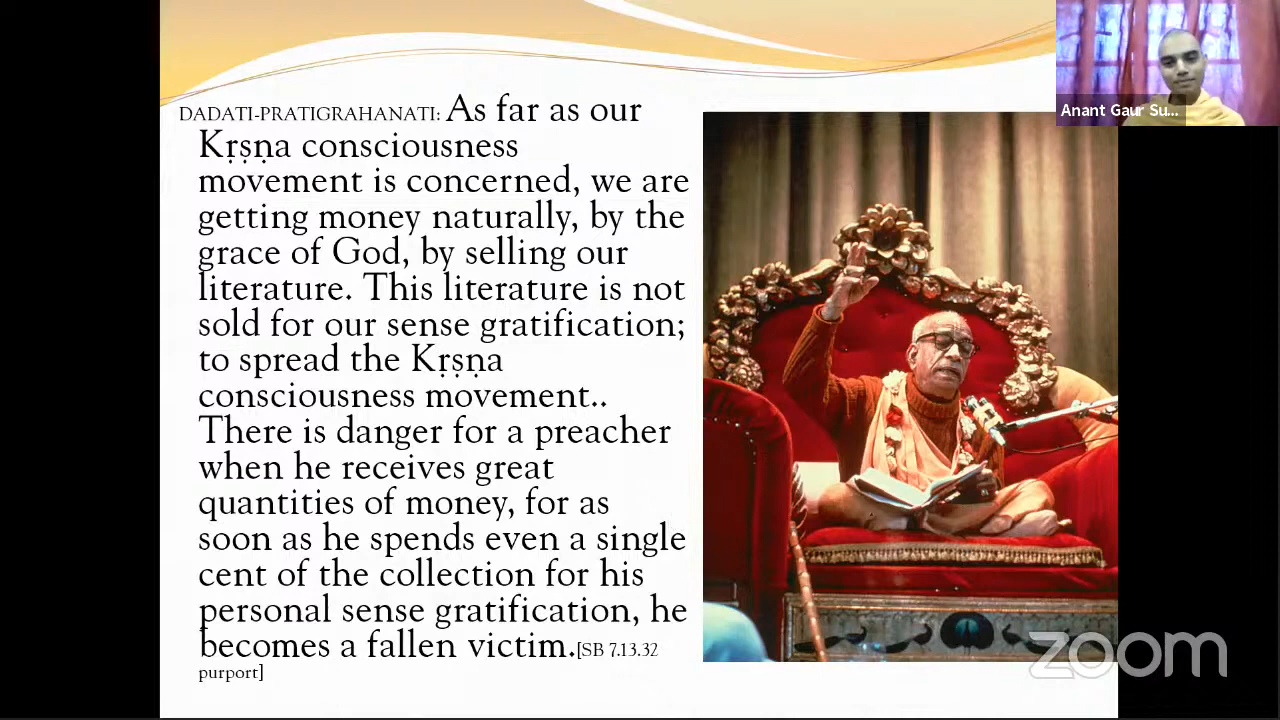 DADATI-PRATIGRAHANATI: As far as our
Kṛṣṇa consciousness
movement is concerned, we are
getting money naturally, by the
grace of God, by selling our
literature. This literature is not
sold for our sense gratification;
to spread the Kṛṣṇa
consciousness movement..
There is danger for a preacher
when he receives great
quantities of money, for as
soon as he spends even a single
cent of the collection for his
personal sense gratification, he
becomes a fallen victim.[SB 7.13.32
purport]
Anant Gaur Su...
zoom